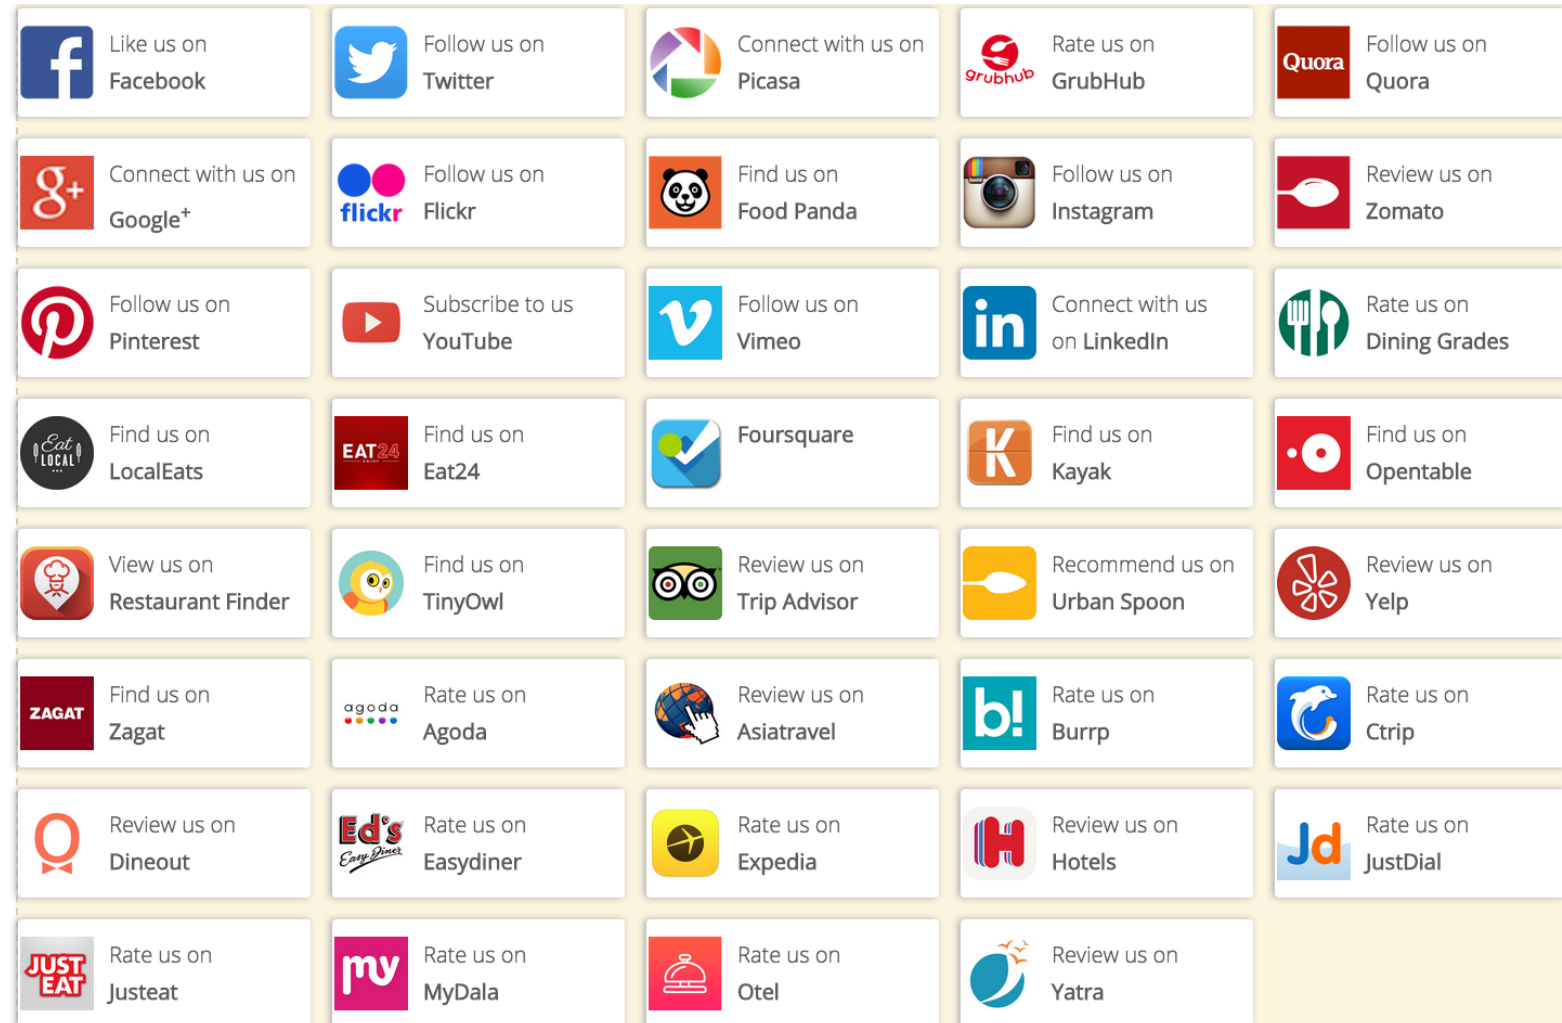 Like us on
Facebook
Follow us on
Twitter
Connect with us on
Picasa
grubhub
Rate us on
GrubHub
Quora
Follow us on
Quora
g+
Connect with us on
Google+
flickr
Follow us on
Flickr
Find us on
Food Panda
Follow us on
Instagram
Review us on
Zomato
Follow us on
Pinterest
Subscribe to us
YouTube
Follow us on
Vimeo
in
Connect with us
on LinkedIn
Rate us on
Dining Grades
Eat
LOCAL
Find us on
LocalEats
EAT24
Find us on
Eat24
Foursquare
K
Find us on
Kayak
Find us on
Opentable
View us on
Restaurant Finder
Find us on
TinyOwl
Review us on
Trip Advisor
Recommend us on
Urban Spoon
Review us on
Yelp
ZAGAT
Find us on
Zagat
agoda
Rate us on
Agoda
Review us on
Asiatravel
b!
Rate us on
Burrp
Rate us on
Ctrip
Review us on
Dineout
Ed's
Easy Diner
Rate us on
Easydiner
Rate us on
Expedia
H
Review us on
Hotels
Jd
Rate us on
JustDial
JUST
EAT
Rate us on
Justeat
my
Rate us on
MyDala
Rate us on
Otel
Review us on
Yatra